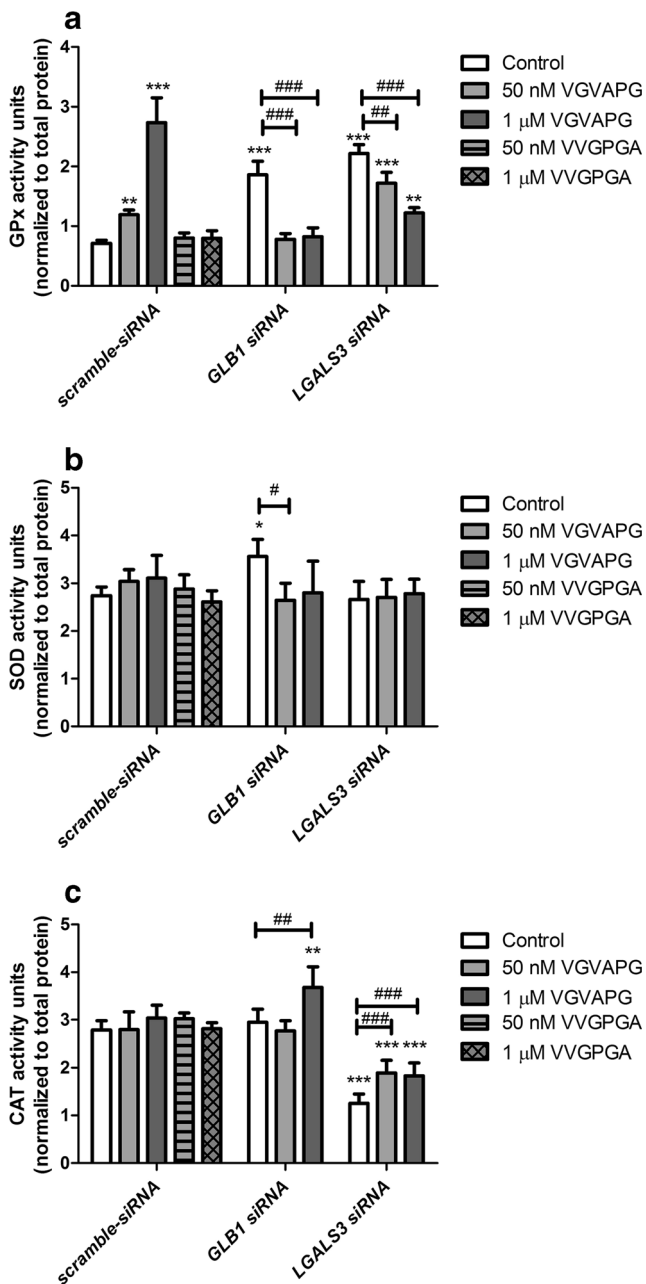 a
GPx activity units
(normalized to total protein)
4
3
2
1
0
***
**
***
###
###
***
***
**
###
##
scramble-siRNA
GLB1 siRNA
LGALS3 siRNA
Control
50 nM VGVAPG
1 μM VGVAPG
50 nM VVGPGA
1 μM VVGPGA
b
SOD activity units
(normalized to total protein)
5
4
3
2
1
0
#
*
scramble-siRNA
GLB1 siRNA
LGALS3 siRNA
Control
50 nM VGVAPG
1 μM VGVAPG
50 nM VVGPGA
1 μM VVGPGA
c
CAT activity units
(normalized to total protein)
5
4
3
2
1
0
##
**
###
###
***
***
***
scramble-siRNA
GLB1 siRNA
LGALS3 siRNA
Control
50 nM VGVAPG
1 μM VGVAPG
50 nM VVGPGA
1 μM VVGPGA